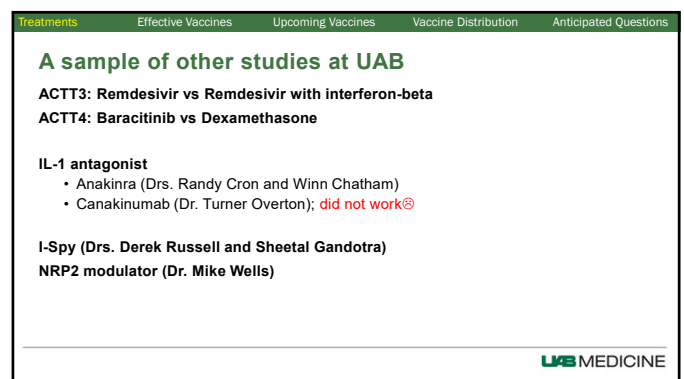 Treatments Effective Vaccines Upcoming Vaccines Vaccine Distribution Anticipated Questions
A sample of other studies at UAB
ACTT3: Remdesivir vs Remdesivir with interferon-beta
ACTT4: Baracitinib vs Dexamethasone
IL-1 antagonist
• Anakinra (Drs. Randy Cron and Winn Chatham)
• Canakinumab (Dr. Turner Overton); did not work☹
I-Spy (Drs. Derek Russell and Sheetal Gandotra)
NRP2 modulator (Dr. Mike Wells)
UAB MEDICINE